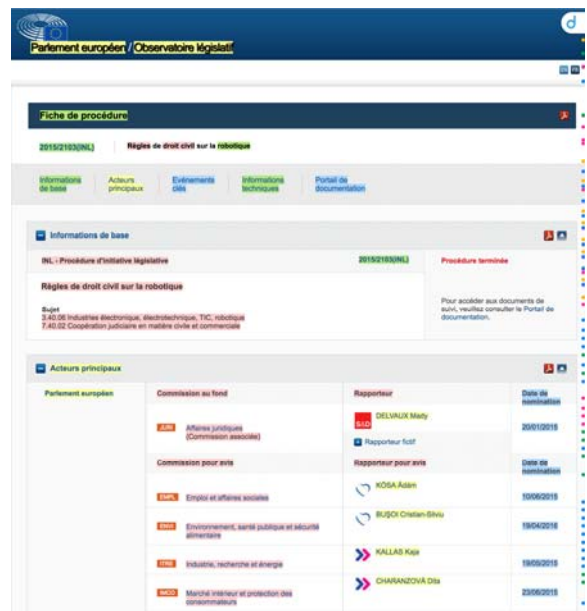 d
Parlement européen / Observatoire législatif
EN FR
Fiche de procédure
2015/2103(INL) Règles de droit civil sur la robotique
Informations de base
Acteurs principaux
Evénements clés
Informations techniques
Portail de documentation
Informations de base
INL - Procédure d'initiative législative
2015/2103(INL)
Procédure terminée
Règles de droit civil sur la robotique
Sujet
3.40.06 Industries électronique, électrotechnique, TIC, robotique
7.40.02 Coopération judiciaire en matière civile et commerciale
Pour accéder aux documents de
suivi, veuillez consulter le Portail de
documentation.
Acteurs principaux
Parlement européen
Commission au fond
Rapporteur
Date de
nomination
JURI Affaires juridiques
(Commission associée)
S&D DELVAUX Mady
20/01/2015
Rapporteur fictif
Commission pour avis
Rapporteur pour avis
Date de
nomination
EMPL Emploi et affaires sociales
KÓSA Ádám
10/06/2015
ENVI Environnement, santé publique et sécurité
alimentaire
BUŞOI Cristian-Silviu
19/04/2016
ITRE Industrie, recherche et énergie
KALLAS Kaja
IMCO Marché intérieur et protection des
consommateurs
CHARANZOVÁ Dita
23/06/2015